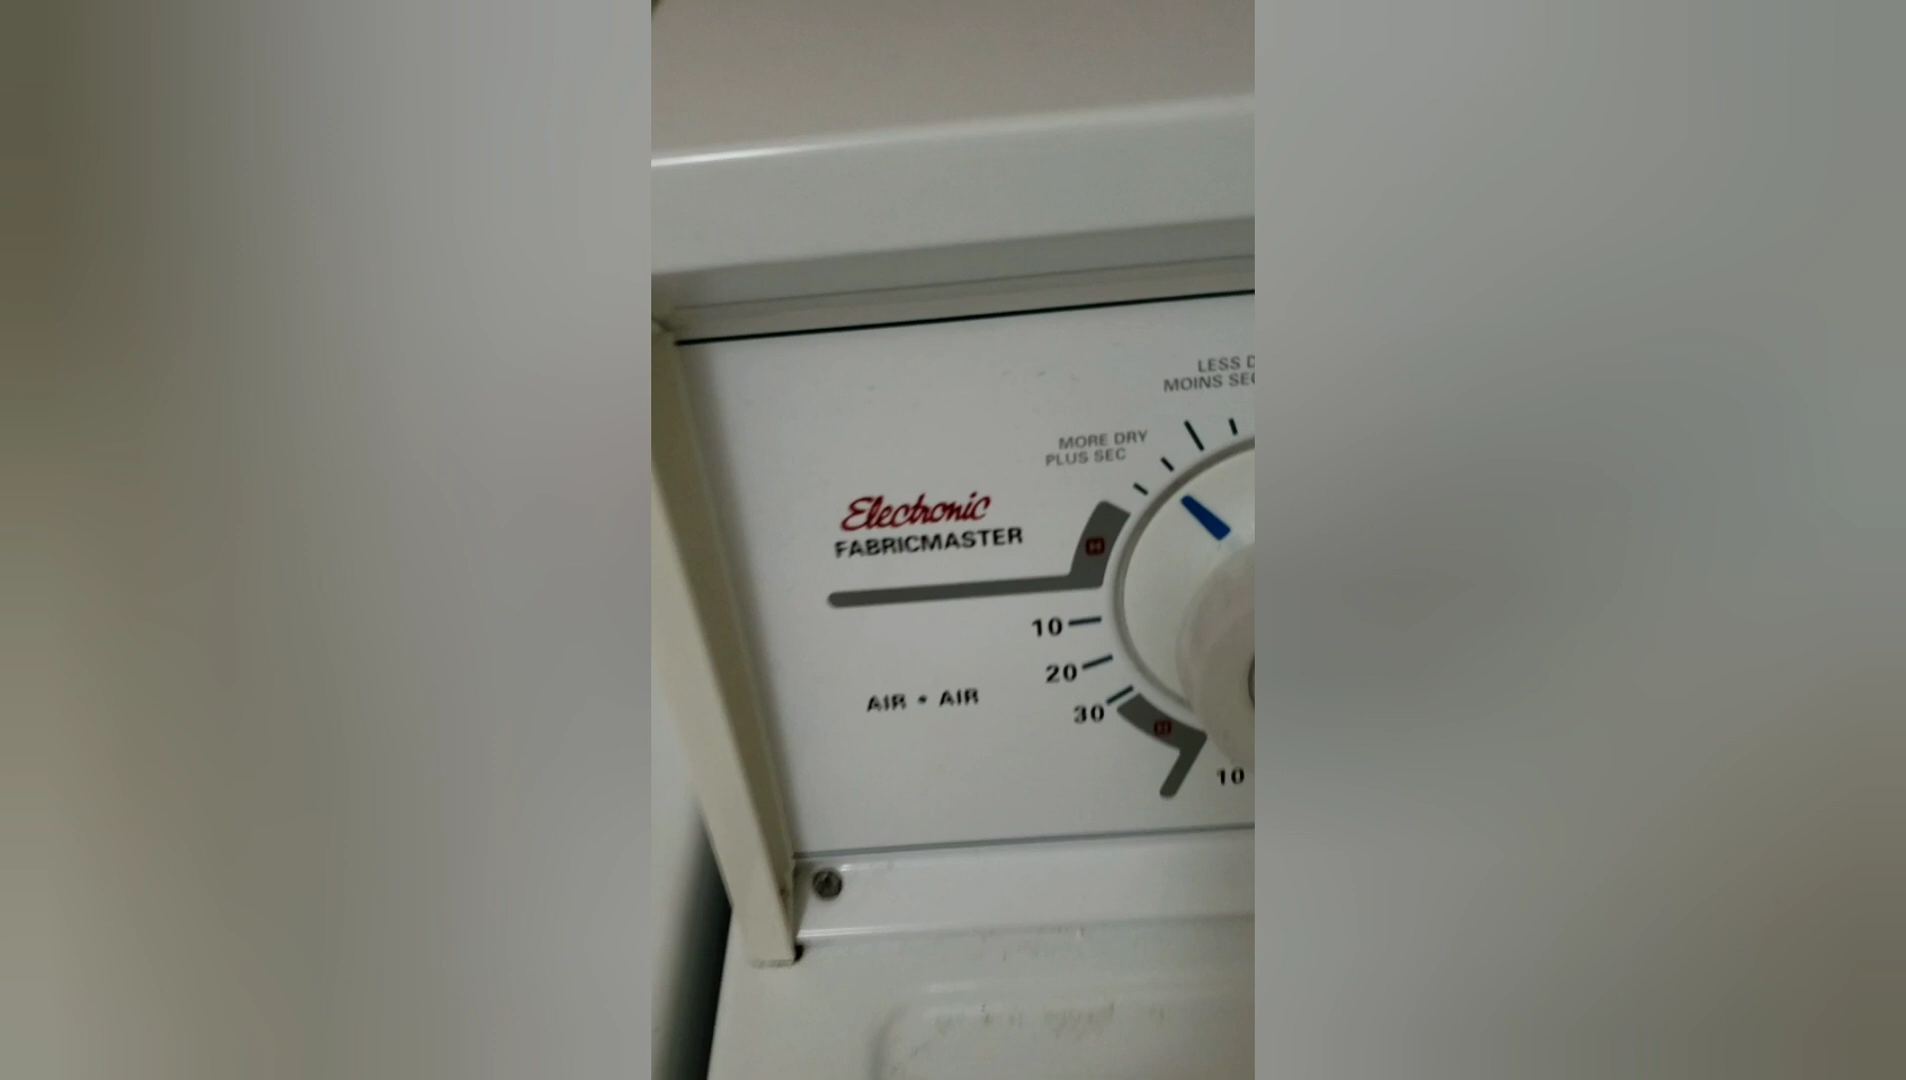 LESS
MOINS
MORE DRY
PLUS SEC
Electronic
FABRICMASTER
10
20
AIR • AIR
30
10